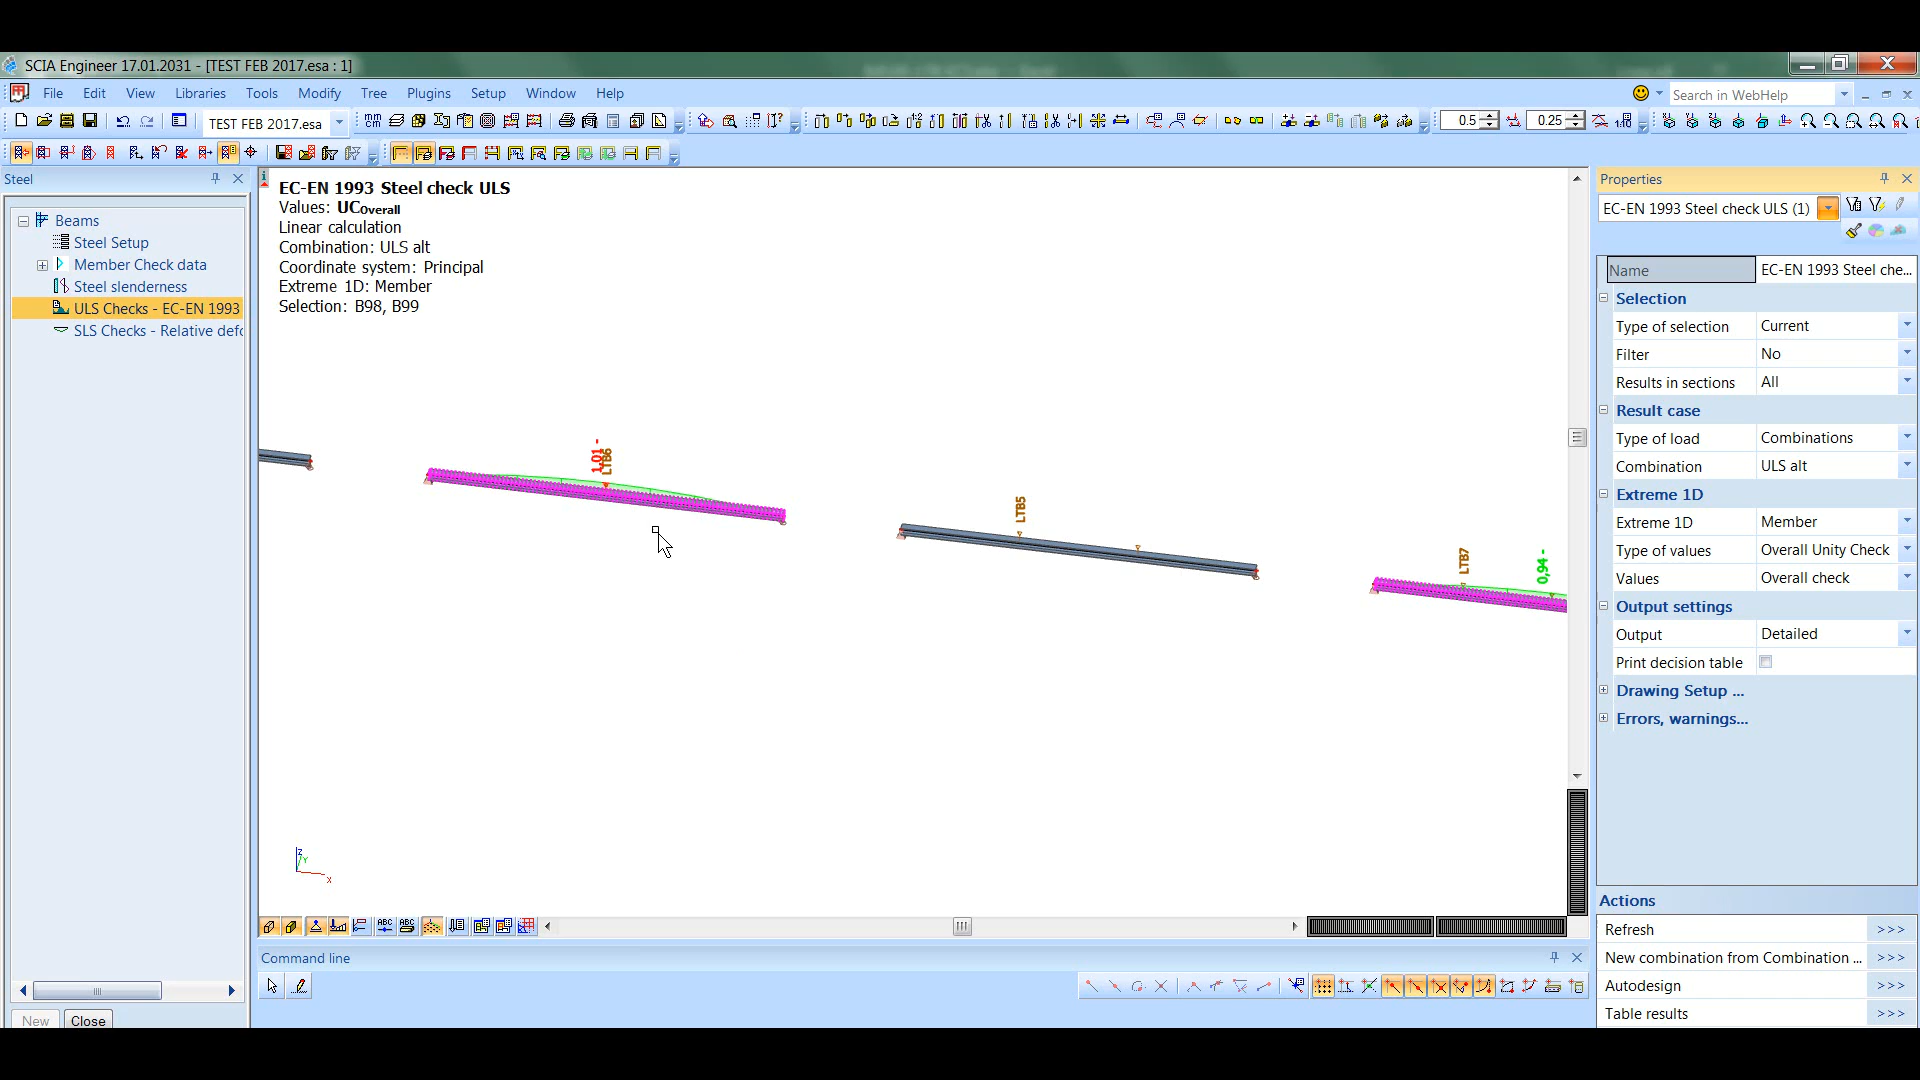 SCIA Engineer 17.01.2031 - [TEST FEB 2017.esa : 1]
File Edit View Libraries Tools Modify Tree Plugins Setup Window Help
Search in WebHelp
TEST FEB 2017.esa
0.5
0.25
Steel
Beams
Steel Setup
Member Check data
Steel slenderness
ULS Checks - EC-EN 1993
SLS Checks - Relative defo
New
Close
EC-EN 1993 Steel check ULS
Values: UCOverall
Linear calculation
Combination: ULS alt
Coordinate system: Principal
Extreme 1D: Member
Selection: B98, B99
1,01 -
LTB6
LTB5
LTB7
0,94 -
Z
Y
X
Command line
Properties
EC-EN 1993 Steel check ULS (1)
Name EC-EN 1993 Steel che...
Selection
Type of selection Current
Filter No
Results in sections All
Result case
Type of load Combinations
Combination ULS alt
Extreme 1D
Extreme 1D Member
Type of values Overall Unity Check
Values Overall check
Output settings
Output Detailed
Print decision table
Drawing Setup ...
Errors, warnings...
Actions
Refresh >>>
New combination from Combination ... >>>
Autodesign >>>
Table results >>>